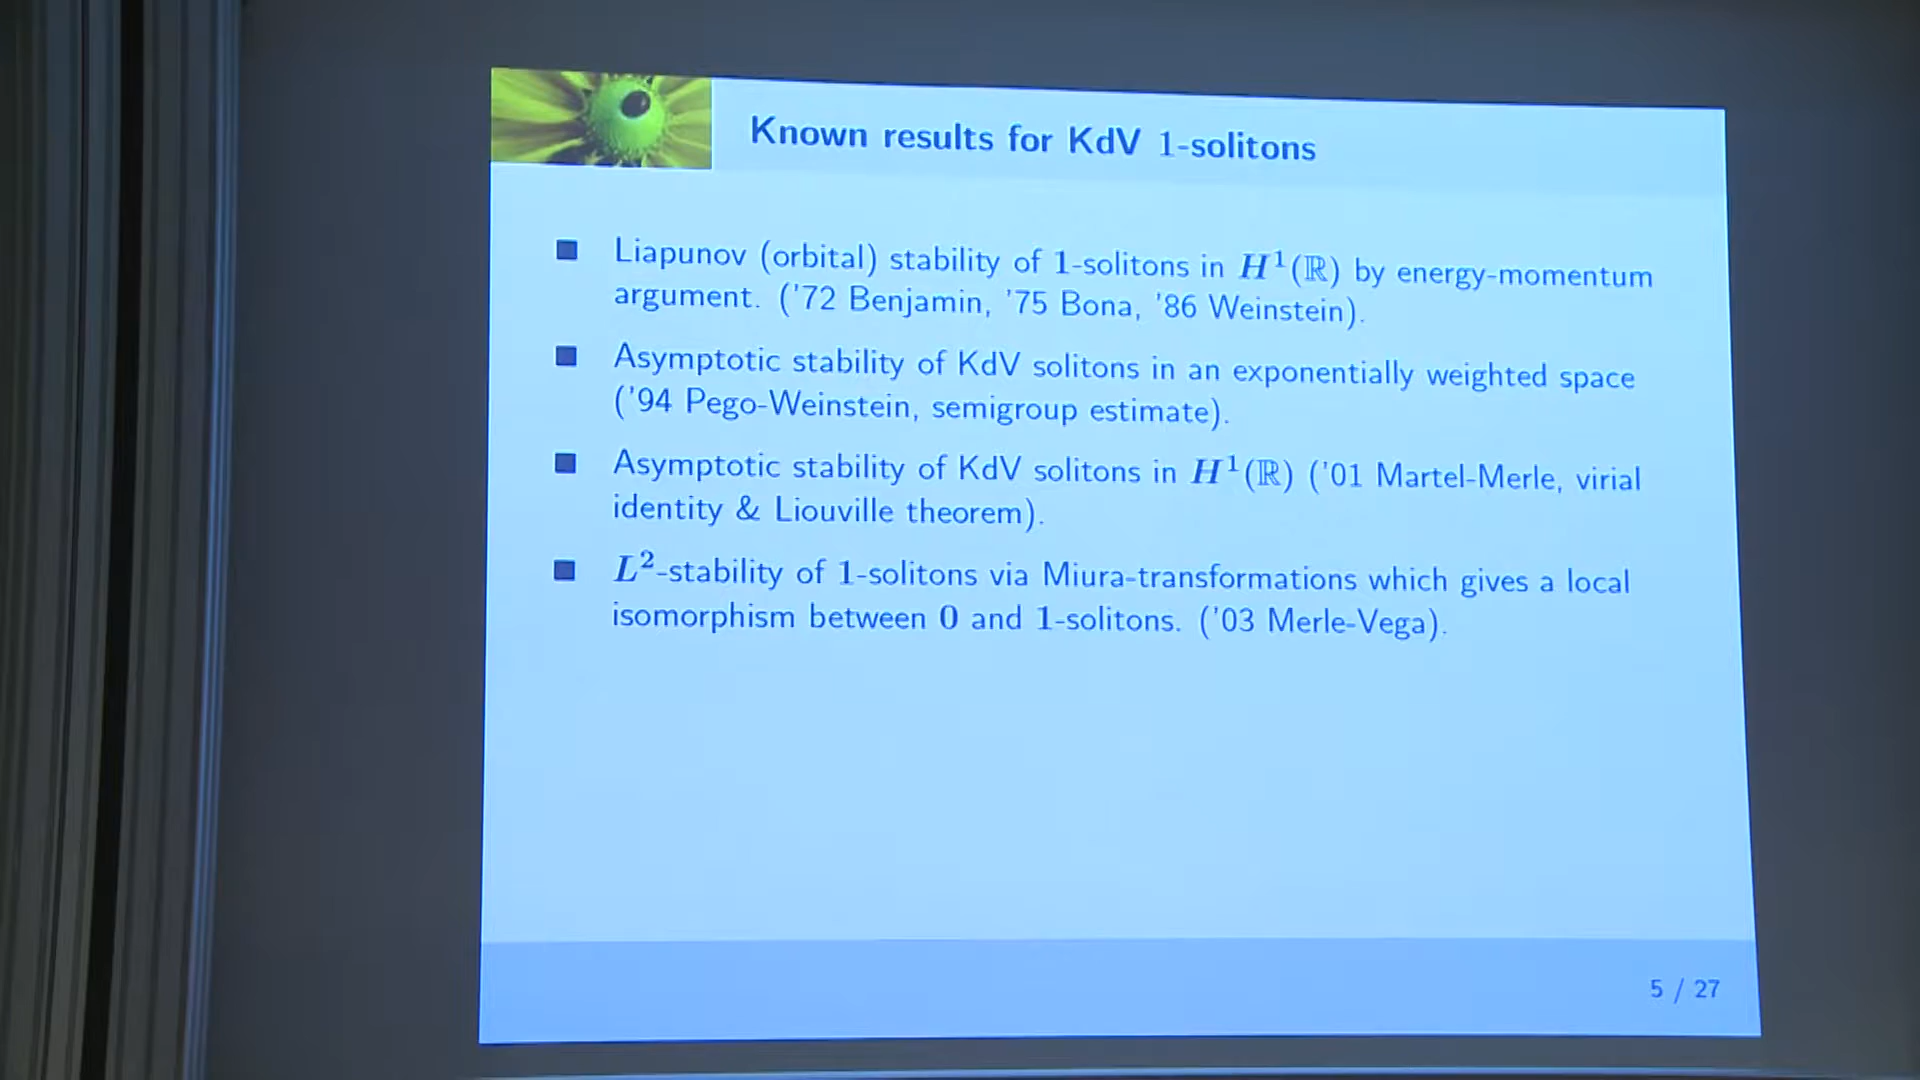 Known results for KdV 1-solitons
Liapunov (orbital) stability of 1-solitons in H¹(ℝ) by energy-momentum
argument. ('72 Benjamin, '75 Bona, '86 Weinstein).
Asymptotic stability of KdV solitons in an exponentially weighted space
('94 Pego-Weinstein, semigroup estimate).
Asymptotic stability of KdV solitons in H¹(ℝ) ('01 Martel-Merle, virial
identity & Liouville theorem).
L²-stability of 1-solitons via Miura-transformations which gives a local
isomorphism between 0 and 1-solitons. ('03 Merle-Vega).
5 / 27